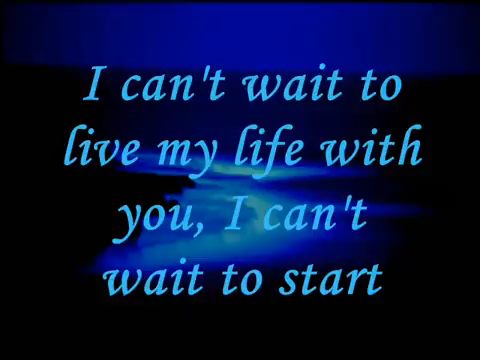 I can't wait to
live my life with
you, I can't
wait to start